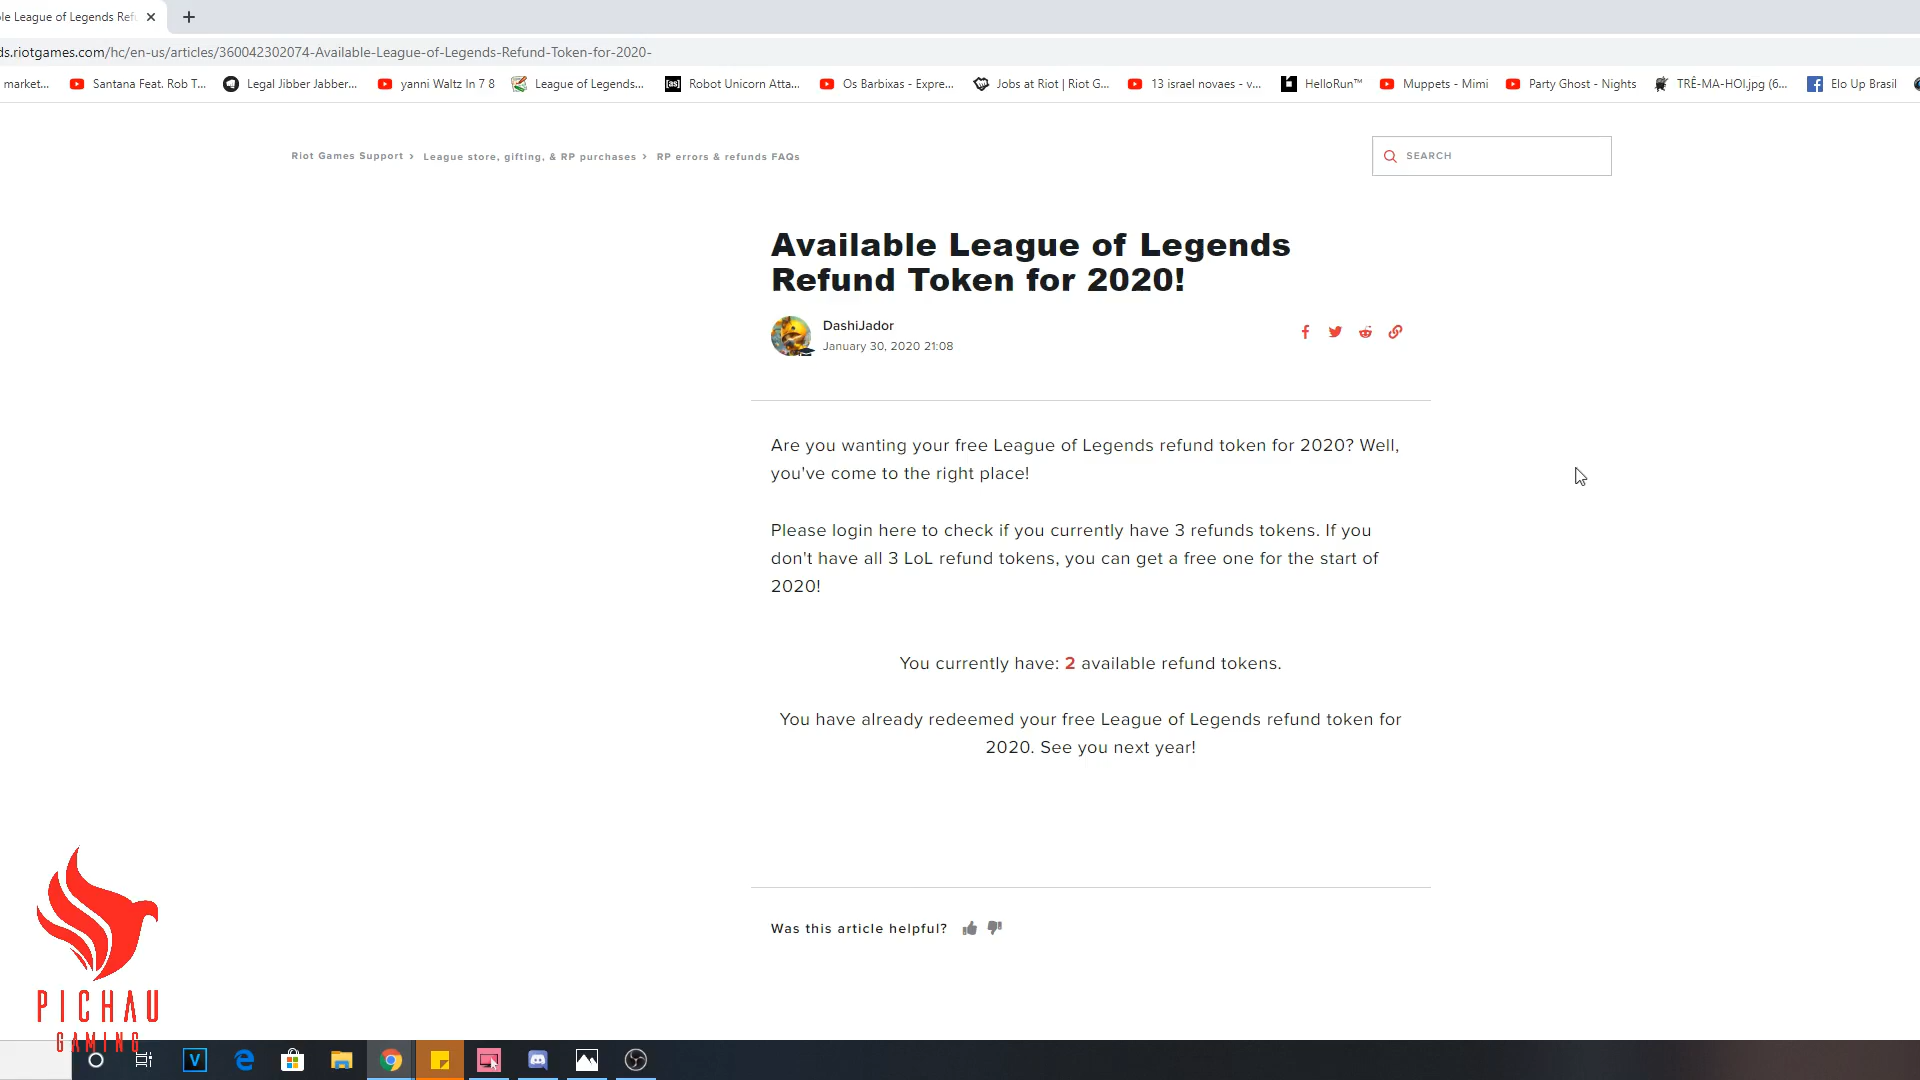 le League of Legends Ref
ds.riotgames.com/hc/en-us/articles/360042302074-Available-League-of-Legends-Refund-Token-for-2020-
market...
Santana Feat. Rob T...
Legal Jibber Jabber...
yanni Waltz In 7 8
League of Legends...
[as]
Robot Unicorn Atta...
Os Barbixas - Expre...
Jobs at Riot | Riot G...
13 israel novaes - v...
HelloRun™
Muppets - Mimi
Party Ghost - Nights
TRÊ-MA-HOI.jpg (6...
Elo Up Brasil
Riot Games Support > League store, gifting, & RP purchases > RP errors & refunds FAQs
SEARCH
Available League of Legends
Refund Token for 2020!
DashiJador
January 30, 2020 21:08
Are you wanting your free League of Legends refund token for 2020? Well,
you've come to the right place!
Please login here to check if you currently have 3 refunds tokens. If you
don't have all 3 LoL refund tokens, you can get a free one for the start of
2020!
You currently have: 2 available refund tokens.
You have already redeemed your free League of Legends refund token for
2020. See you next year!
Was this article helpful?
PICHAU
GAMING
V